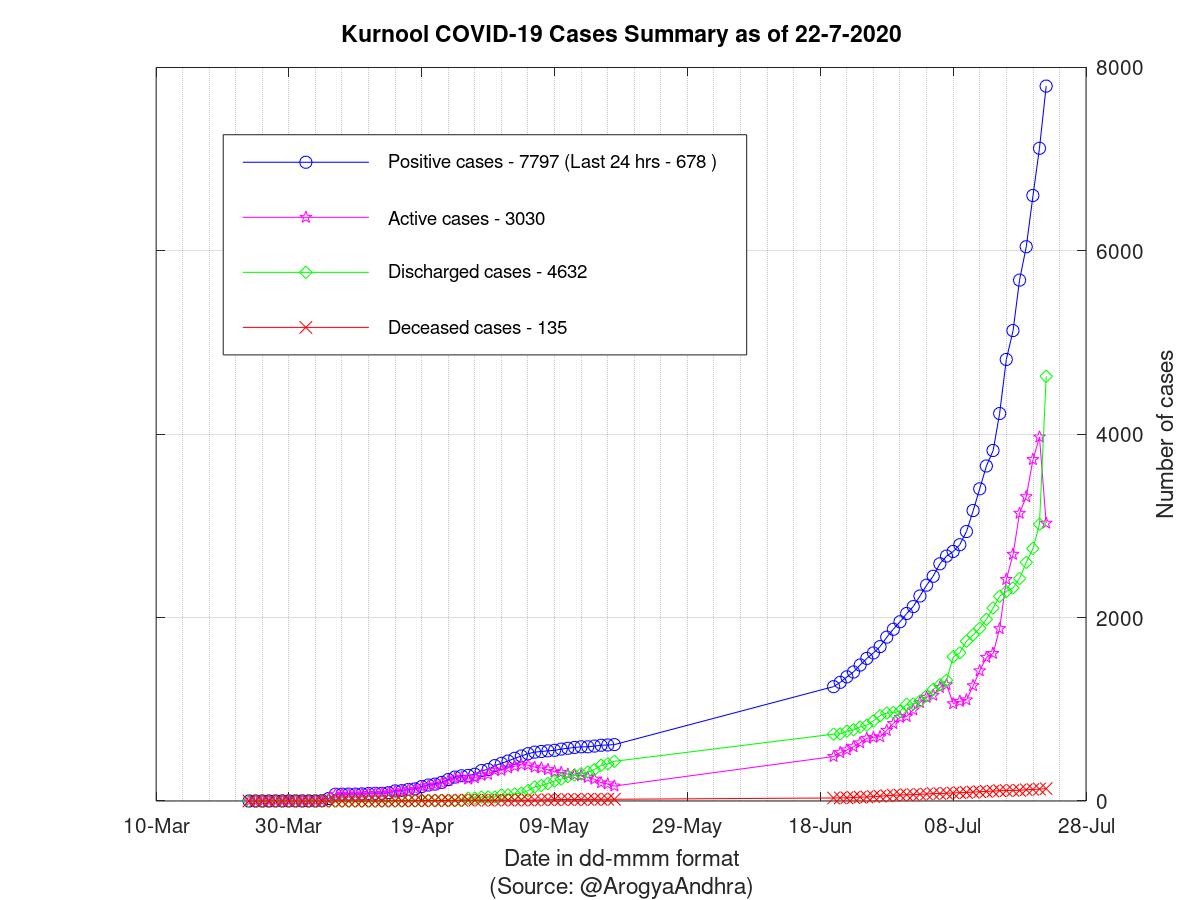 Kurnool COVID-19 Cases Summary as of 22-7-2020
Positive cases - 7797 (Last 24 hrs - 678 )
Active cases - 3030
Discharged cases - 4632
Deceased cases - 135
8000
6000
4000
2000
0
Number of cases
10-Mar 30-Mar 19-Apr 09-May 29-May 18-Jun 08-Jul 28-Jul
Date in dd-mmm format
(Source: @ArogyaAndhra)